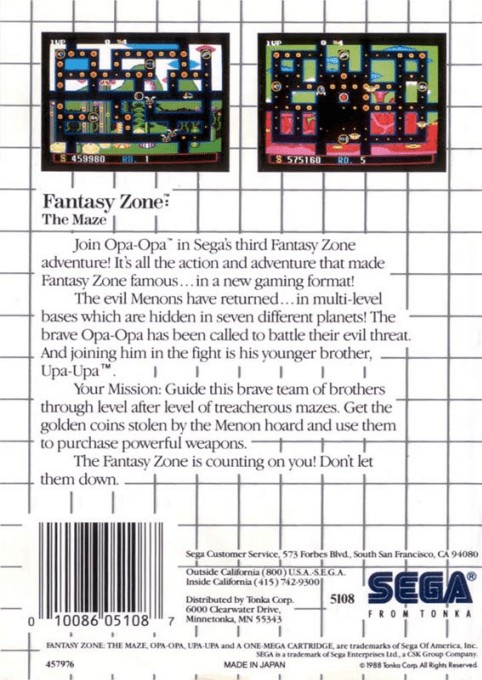 1UP
S 459980 RD. 1
1UP
S 575160 RD. 5
Fantasy Zone:™
The Maze
Join Opa-Opa™ in Sega's third Fantasy Zone
adventure! It's all the action and adventure that made
Fantasy Zone famous...in a new gaming format!
The evil Menons have returned...in multi-level
bases which are hidden in seven different planets! The
brave Opa-Opa has been called to battle their evil threat.
And joining him in the fight is his younger brother,
Upa-Upa™.
Your Mission: Guide this brave team of brothers
through level after level of treacherous mazes. Get the
golden coins stolen by the Menon hoard and use them
to purchase powerful weapons.
The Fantasy Zone is counting on you! Don't let
them down.
Sega Customer Service, 573 Forbes Blvd., South San Francisco, CA 94080
Outside California (800) U.S.A.-S.E.G.A.
Inside California (415) 742-9300
Distributed by Tonka Corp.
6000 Clearwater Drive,
Minnetonka, MN 55343
5108
SEGA®
FROM TONKA
0 10086 05108 7
FANTASY ZONE: THE MAZE, OPA-OPA, UPA-UPA and A ONE-MEGA CARTRIDGE, are trademarks of Sega Of America, Inc.
SEGA is a trademark of Sega Enterprises Ltd., a CSK Group Company.
457976
MADE IN JAPAN
© 1988 Tonka Corp. All Rights Reserved.